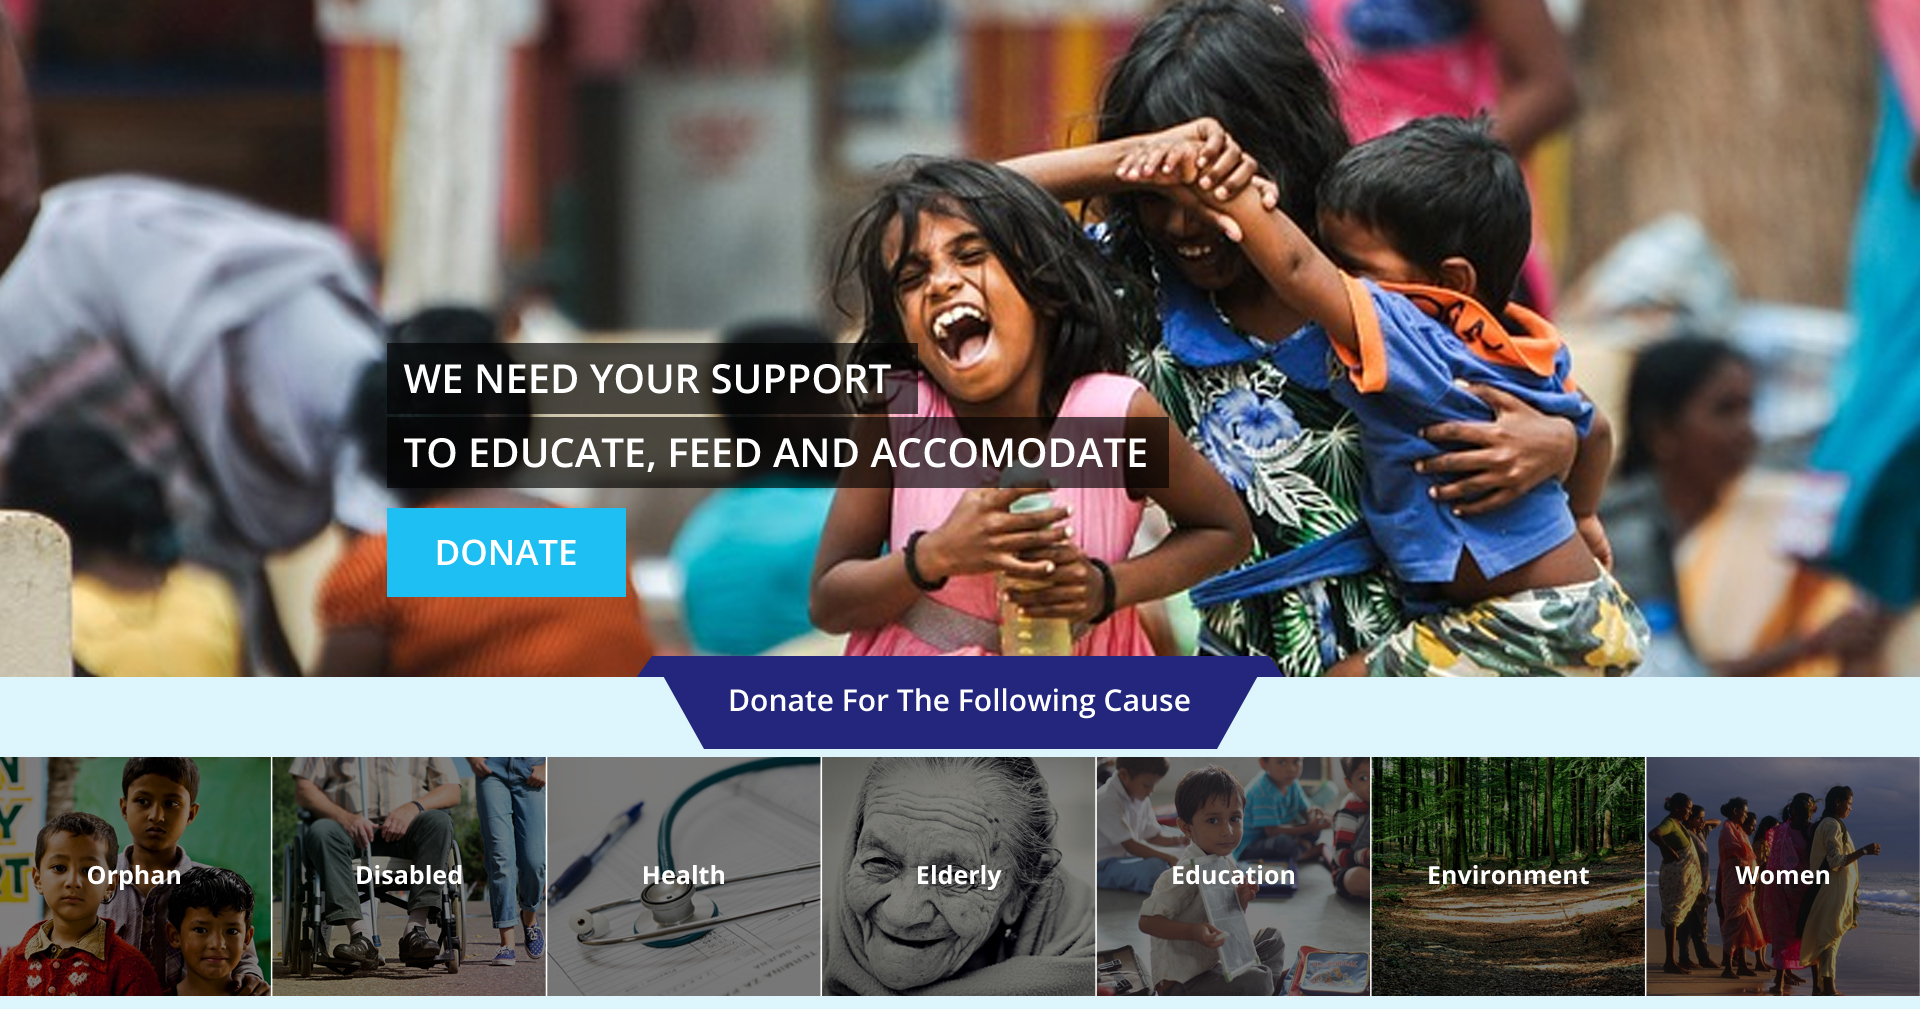 WE NEED YOUR SUPPORT
TO EDUCATE, FEED AND ACCOMODATE
DONATE
Donate For The Following Cause
Orphan
Disabled
Health
Elderly
Education
Environment
Women